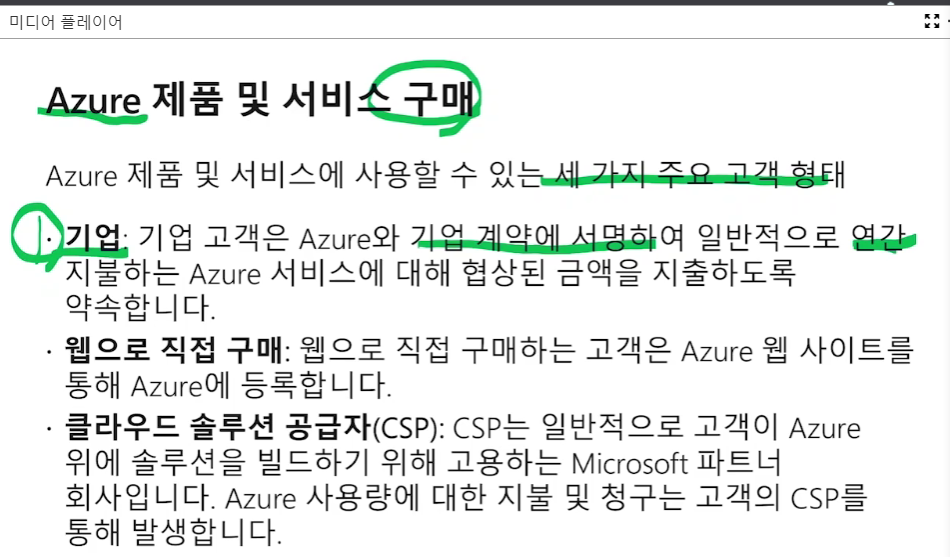 미디어 플레이어
Azure 제품 및 서비스 구매
Azure 제품 및 서비스에 사용할 수 있는 세 가지 주요 고객 형태
· 기업: 기업 고객은 Azure와 기업 계약에 서명하여 일반적으로 연간
지불하는 Azure 서비스에 대해 협상된 금액을 지출하도록
약속합니다.
· 웹으로 직접 구매: 웹으로 직접 구매하는 고객은 Azure 웹 사이트를
통해 Azure에 등록합니다.
· 클라우드 솔루션 공급자(CSP): CSP는 일반적으로 고객이 Azure
위에 솔루션을 빌드하기 위해 고용하는 Microsoft 파트너
회사입니다. Azure 사용량에 대한 지불 및 청구는 고객의 CSP를
통해 발생합니다.